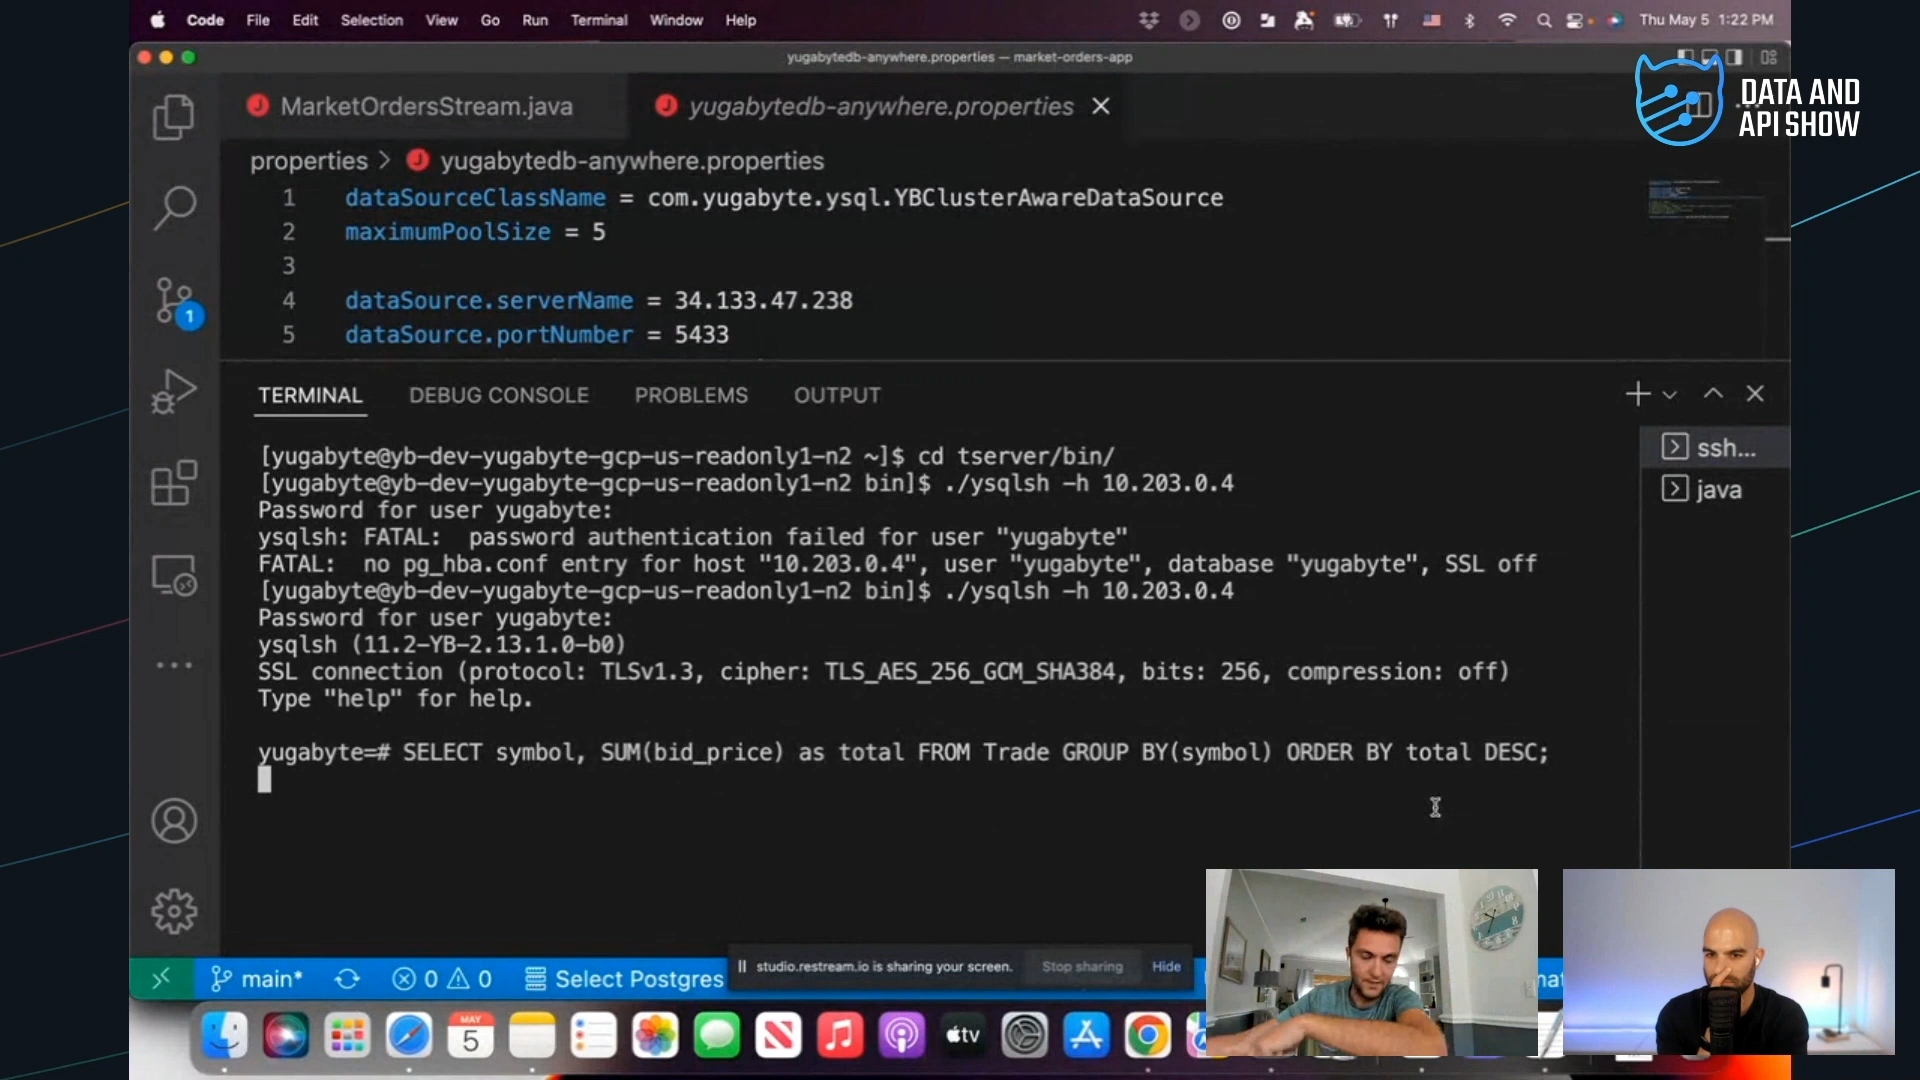 Code File Edit Selection View Go Run Terminal Window Help
Thu May 5 1:22 PM
yugabytedb-anywhere.properties — market-orders-app
DATA AND
API SHOW
MarketOrdersStream.java
yugabytedb-anywhere.properties
properties > yugabytedb-anywhere.properties
1 dataSourceClassName = com.yugabyte.ysql.YBClusterAwareDataSource
2 maximumPoolSize = 5
3
4 dataSource.serverName = 34.133.47.238
5 dataSource.portNumber = 5433
TERMINAL DEBUG CONSOLE PROBLEMS OUTPUT
[yugabyte@yb-dev-yugabyte-gcp-us-readonly1-n2 ~]$ cd tserver/bin/
[yugabyte@yb-dev-yugabyte-gcp-us-readonly1-n2 bin]$ ./ysqlsh -h 10.203.0.4
Password for user yugabyte:
ysqlsh: FATAL:  password authentication failed for user "yugabyte"
FATAL:  no pg_hba.conf entry for host "10.203.0.4", user "yugabyte", database "yugabyte", SSL off
[yugabyte@yb-dev-yugabyte-gcp-us-readonly1-n2 bin]$ ./ysqlsh -h 10.203.0.4
Password for user yugabyte:
ysqlsh (11.2-YB-2.13.1.0-b0)
SSL connection (protocol: TLSv1.3, cipher: TLS_AES_256_GCM_SHA384, bits: 256, compression: off)
Type "help" for help.
yugabyte=# SELECT symbol, SUM(bid_price) as total FROM Trade GROUP BY(symbol) ORDER BY total DESC;
ssh...
java
1
main* 0 0 Select Postgres
studio.restream.io is sharing your screen. Stop sharing Hide
MAY
5
tv